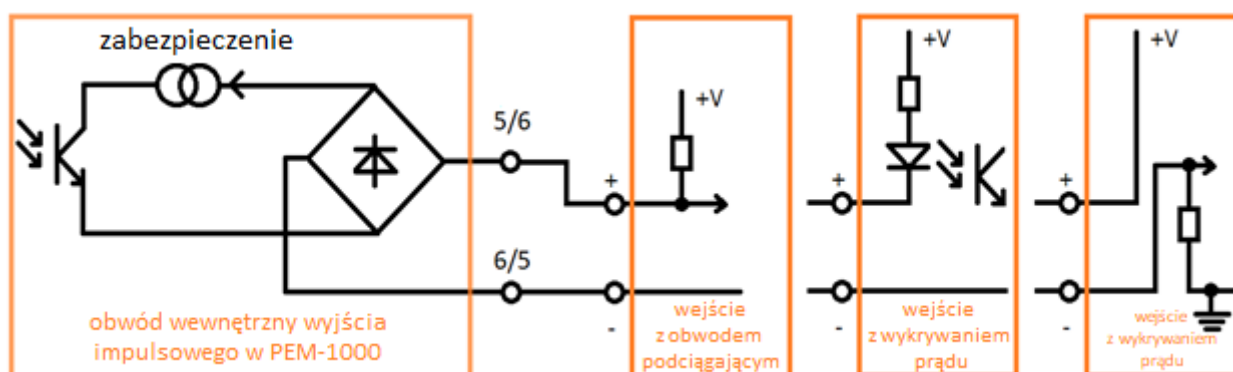 zabezpieczenie
5/6
6/5
obwód wewnętrzny wyjścia
impulsowego w PEM-1000
+V
+
-
wejście
z obwodem
podciągającym
+V
+
-
wejście
z wykrywaniem
prądu
+V
+
-
wejście
z wykrywaniem
prądu